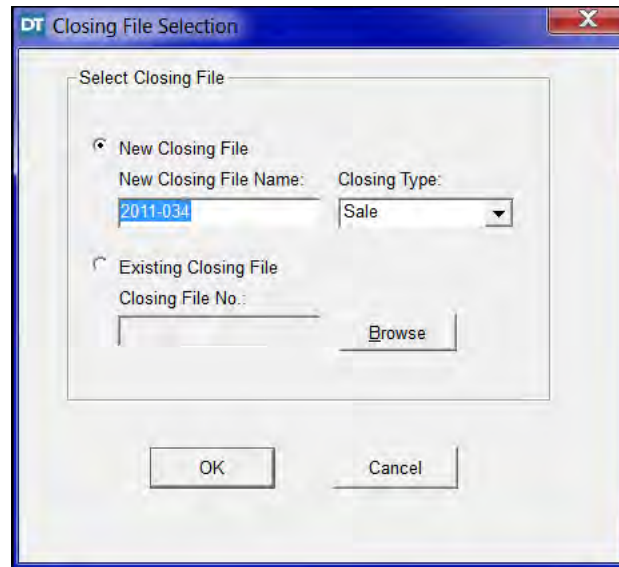 DT Closing File Selection
X
Select Closing File
New Closing File
New Closing File Name: Closing Type:
2011-034 Sale
Existing Closing File
Closing File No.:
Browse
OK Cancel